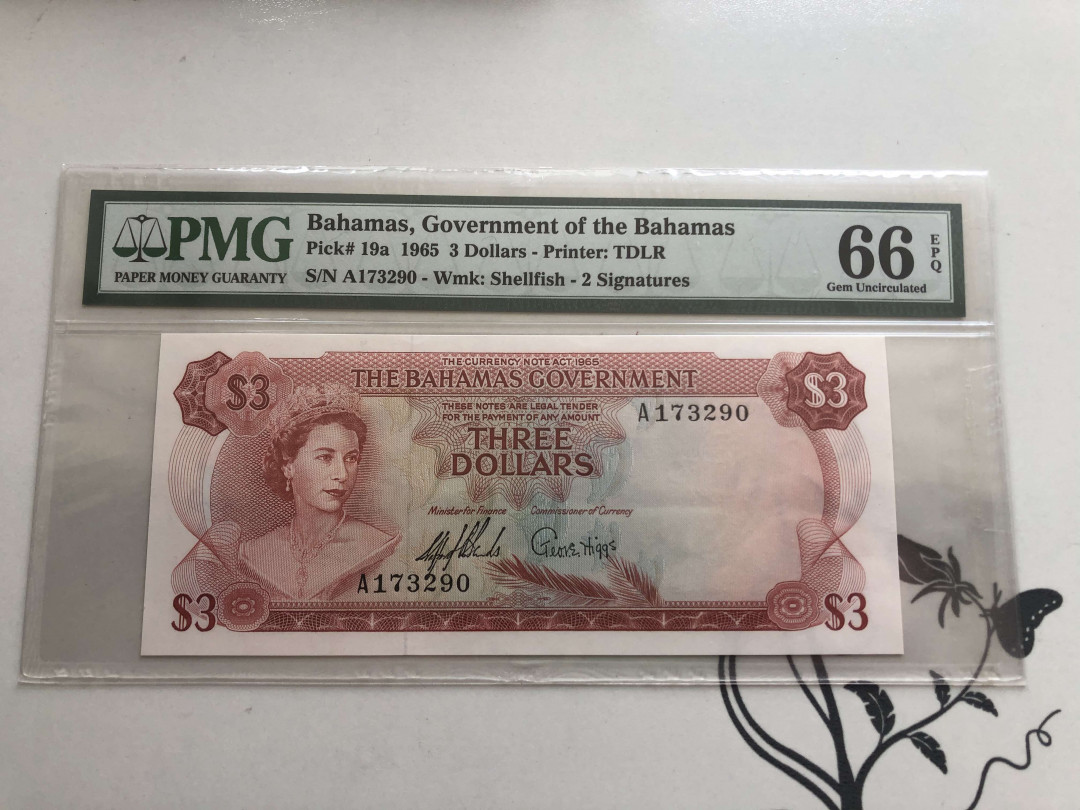 PMG
PAPER MONEY GUARANTY
Bahamas, Government of the Bahamas
Pick# 19a 1965 3 Dollars - Printer: TDLR
S/N A173290 - Wmk: Shellfish - 2 Signatures
66
EPQ
Gem Uncirculated
$3
THE CURRENCY NOTE ACT 1965
THE BAHAMAS GOVERNMENT
$3
THESE NOTES ARE LEGAL TENDER
FOR THE PAYMENT OF ANY AMOUNT
A173290
THREE
DOLLARS
Minister for Finance
Commissioner of Currency
George Higgs
A173290
$3
$3